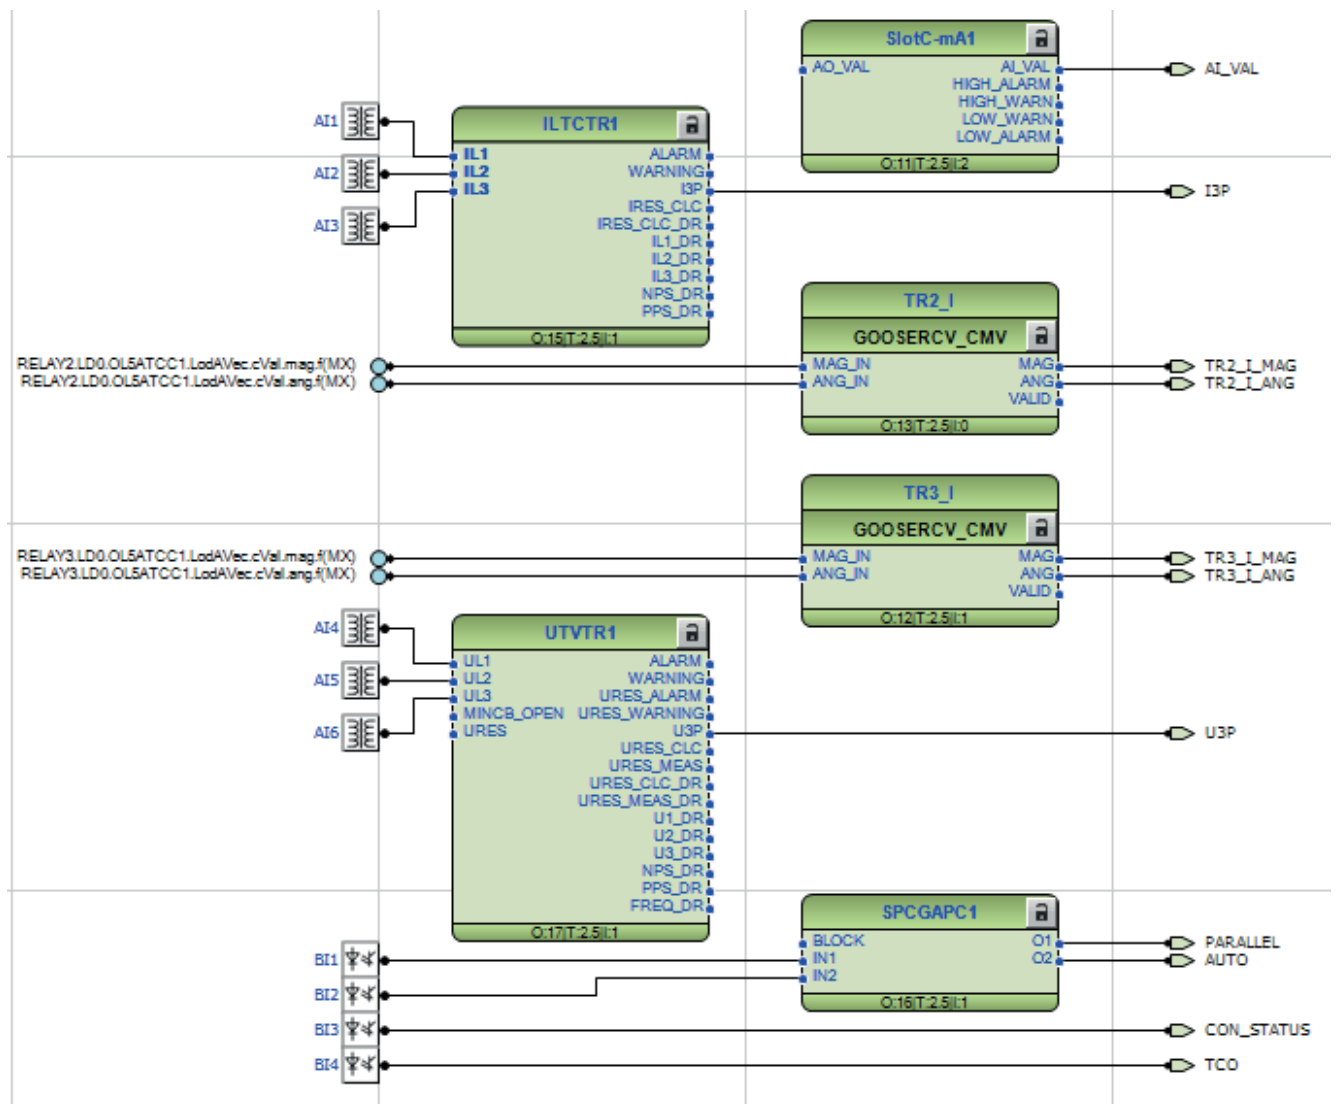 SlotC-mA1
AO_VAL AI_VAL
HIGH_ALARM
HIGH_WARN
LOW_WARN
LOW_ALARM
O:11|T:2.5|I:2
AI_VAL
AI1
AI2
AI3
ILTCTR1
IL1 ALARM
IL2 WARNING
IL3 I3P
IRES_CLC
IRES_CLC_DR
IL1_DR
IL2_DR
IL3_DR
NPS_DR
PPS_DR
O:15|T:2.5|I:1
I3P
TR2_I
GOOSERCV_CMV
RELAY2.LD0.OL5ATCC1.LodAVec.cVal.mag.f(MX)
RELAY2.LD0.OL5ATCC1.LodAVec.cVal.ang.f(MX)
MAG_IN MAG
ANG_IN ANG
VALID
O:13|T:2.5|I:0
TR2_I_MAG
TR2_I_ANG
TR3_I
GOOSERCV_CMV
RELAY3.LD0.OL5ATCC1.LodAVec.cVal.mag.f(MX)
RELAY3.LD0.OL5ATCC1.LodAVec.cVal.ang.f(MX)
MAG_IN MAG
ANG_IN ANG
VALID
O:12|T:2.5|I:1
TR3_I_MAG
TR3_I_ANG
AI4
AI5
AI6
UTVTR1
UL1 ALARM
UL2 WARNING
UL3 URES_ALARM
MINCB_OPEN URES_WARNING
URES U3P
URES_CLC
URES_MEAS
URES_CLC_DR
URES_MEAS_DR
U1_DR
U2_DR
U3_DR
NPS_DR
PPS_DR
FREQ_DR
O:17|T:2.5|I:1
U3P
SPCGAPC1
BLOCK O1
IN1 O2
IN2
O:16|T:2.5|I:1
PARALLEL
AUTO
BI1
BI2
BI3
BI4
CON_STATUS
TCO